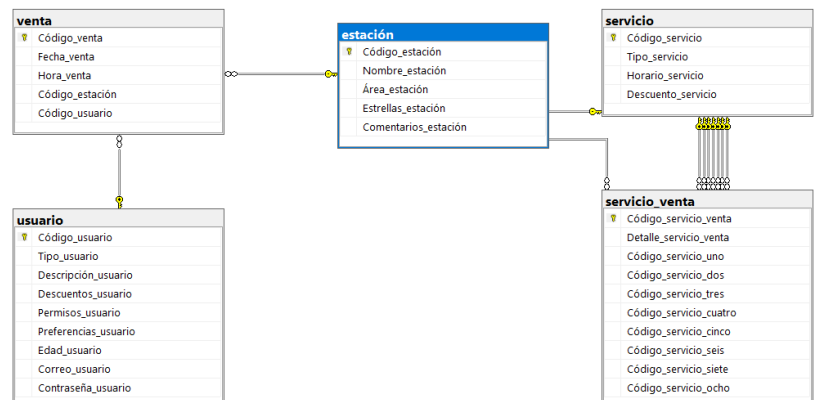 venta
Código_venta
Fecha_venta
Hora_venta
Código_estación
Código_usuario
estación
Código_estación
Nombre_estación
Área_estación
Estrellas_estación
Comentarios_estación
servicio
Código_servicio
Tipo_servicio
Horario_servicio
Descuento_servicio
usuario
Código_usuario
Tipo_usuario
Descripción_usuario
Descuentos_usuario
Permisos_usuario
Preferencias_usuario
Edad_usuario
Correo_usuario
Contraseña_usuario
servicio_venta
Código_servicio_venta
Detalle_servicio_venta
Código_servicio_uno
Código_servicio_dos
Código_servicio_tres
Código_servicio_cuatro
Código_servicio_cinco
Código_servicio_seis
Código_servicio_siete
Código_servicio_ocho